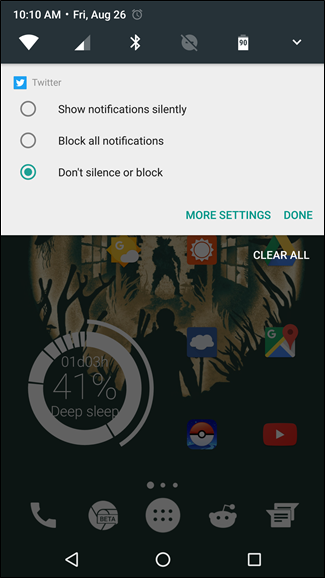 10:10 AM • Fri, Aug 26
90
Twitter
Show notifications silently
Block all notifications
Don't silence or block
MORE SETTINGS DONE
CLEAR ALL
01d03h
41%
Deep sleep
BETA